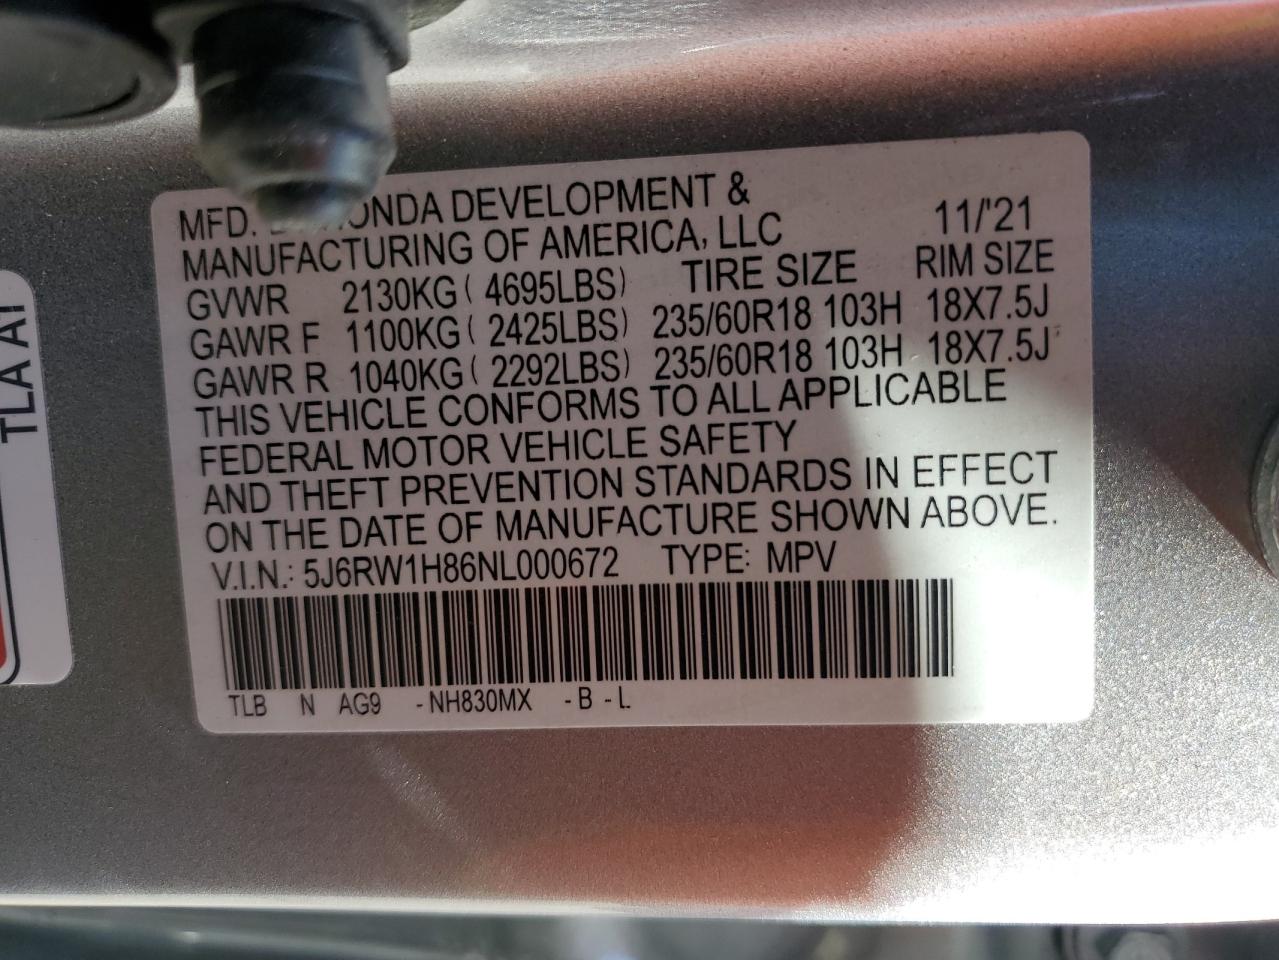 MFD. HONDA DEVELOPMENT &
MANUFACTURING OF AMERICA, LLC 11/'21
GVWR 2130KG ( 4695LBS) TIRE SIZE RIM SIZE
GAWR F 1100KG ( 2425LBS) 235/60R18 103H 18X7.5J
GAWR R 1040KG ( 2292LBS) 235/60R18 103H 18X7.5J
THIS VEHICLE CONFORMS TO ALL APPLICABLE
FEDERAL MOTOR VEHICLE SAFETY
AND THEFT PREVENTION STANDARDS IN EFFECT
ON THE DATE OF MANUFACTURE SHOWN ABOVE.
V.I.N.: 5J6RW1H86NL000672 TYPE: MPV
TLB N AG9 -NH830MX -B -L
TLA A1